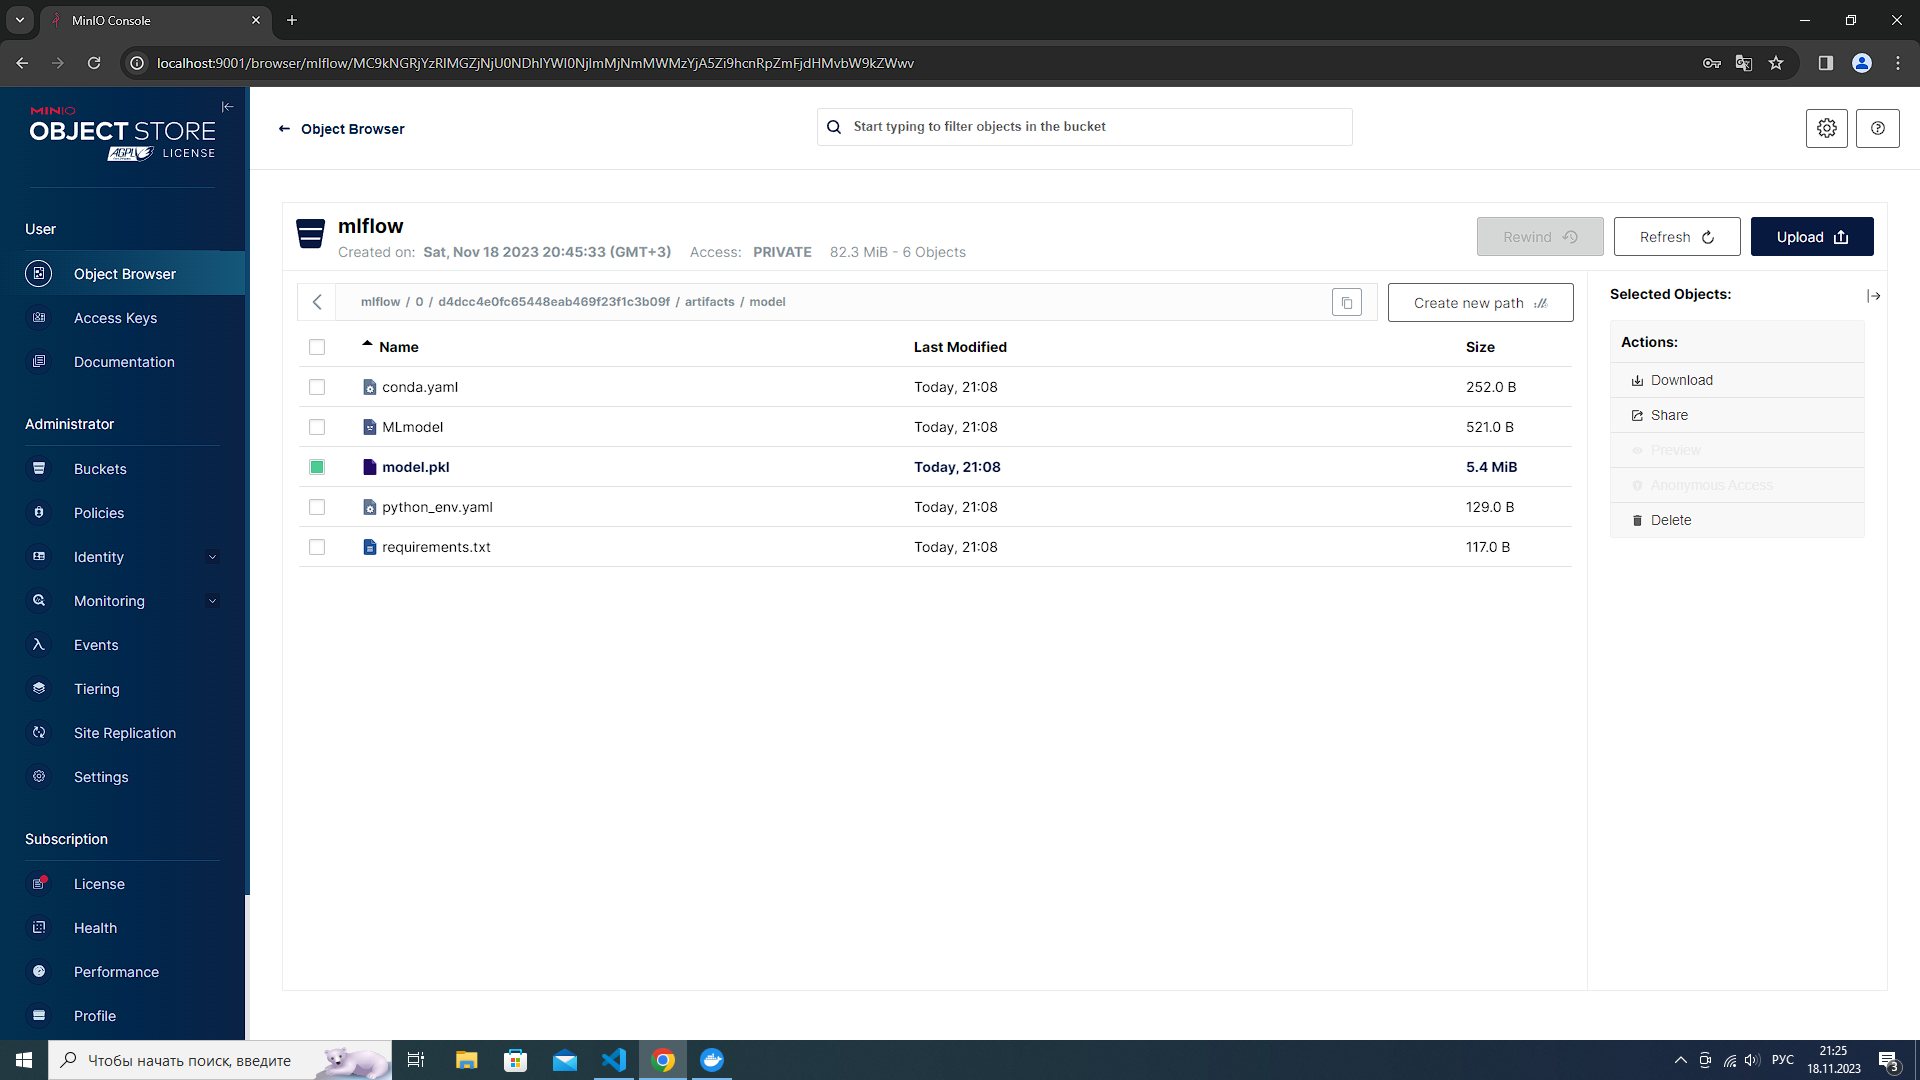 MinIO Console
localhost:9001/browser/mlflow/MC9kNGRjYzRlMGZjNjU0NDhlYWI0NjlmMjNmMWMzYjA5Zi9hcnRpZmFjdHMvbW9kZWwv
MINIO
OBJECT STORE
AGPLV3 LICENSE
Object Browser
Start typing to filter objects in the bucket
User
Object Browser
Access Keys
Documentation
Administrator
Buckets
Policies
Identity
Monitoring
Events
Tiering
Site Replication
Settings
Subscription
License
Health
Performance
Profile
mlflow
Created on: Sat, Nov 18 2023 20:45:33 (GMT+3) Access: PRIVATE 82.3 MiB - 6 Objects
Rewind
Refresh
Upload
mlflow / 0 / d4dcc4e0fc65448eab469f23f1c3b09f / artifacts / model
Create new path
Name Last Modified Size
conda.yaml Today, 21:08 252.0 B
MLmodel Today, 21:08 521.0 B
model.pkl Today, 21:08 5.4 MiB
python_env.yaml Today, 21:08 129.0 B
requirements.txt Today, 21:08 117.0 B
Selected Objects:
Actions:
Download
Share
Preview
Anonymous Access
Delete
Чтобы начать поиск, введите
РУС
21:25
18.11.2023
3